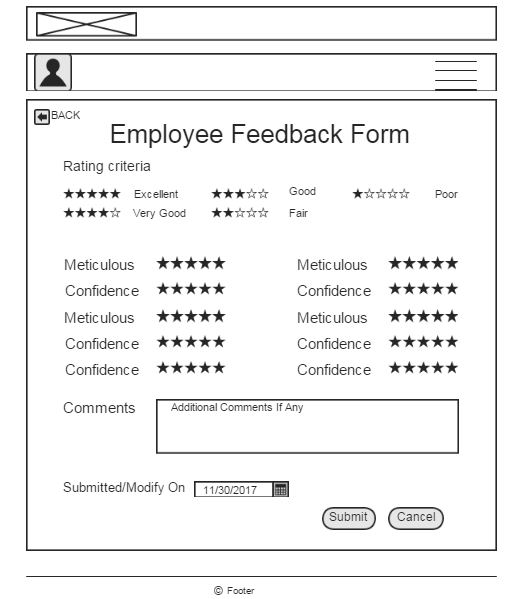 BACK
Employee Feedback Form
Rating criteria
★★★★★ Excellent ★★★☆☆ Good ★☆☆☆☆ Poor
★★★★☆ Very Good ★★☆☆☆ Fair
Meticulous ★★★★★ Meticulous ★★★★★
Confidence ★★★★★ Confidence ★★★★★
Meticulous ★★★★★ Meticulous ★★★★★
Confidence ★★★★★ Confidence ★★★★★
Confidence ★★★★★ Confidence ★★★★★
Comments Additional Comments If Any
Submitted/Modify On 11/30/2017
Submit Cancel
© Footer